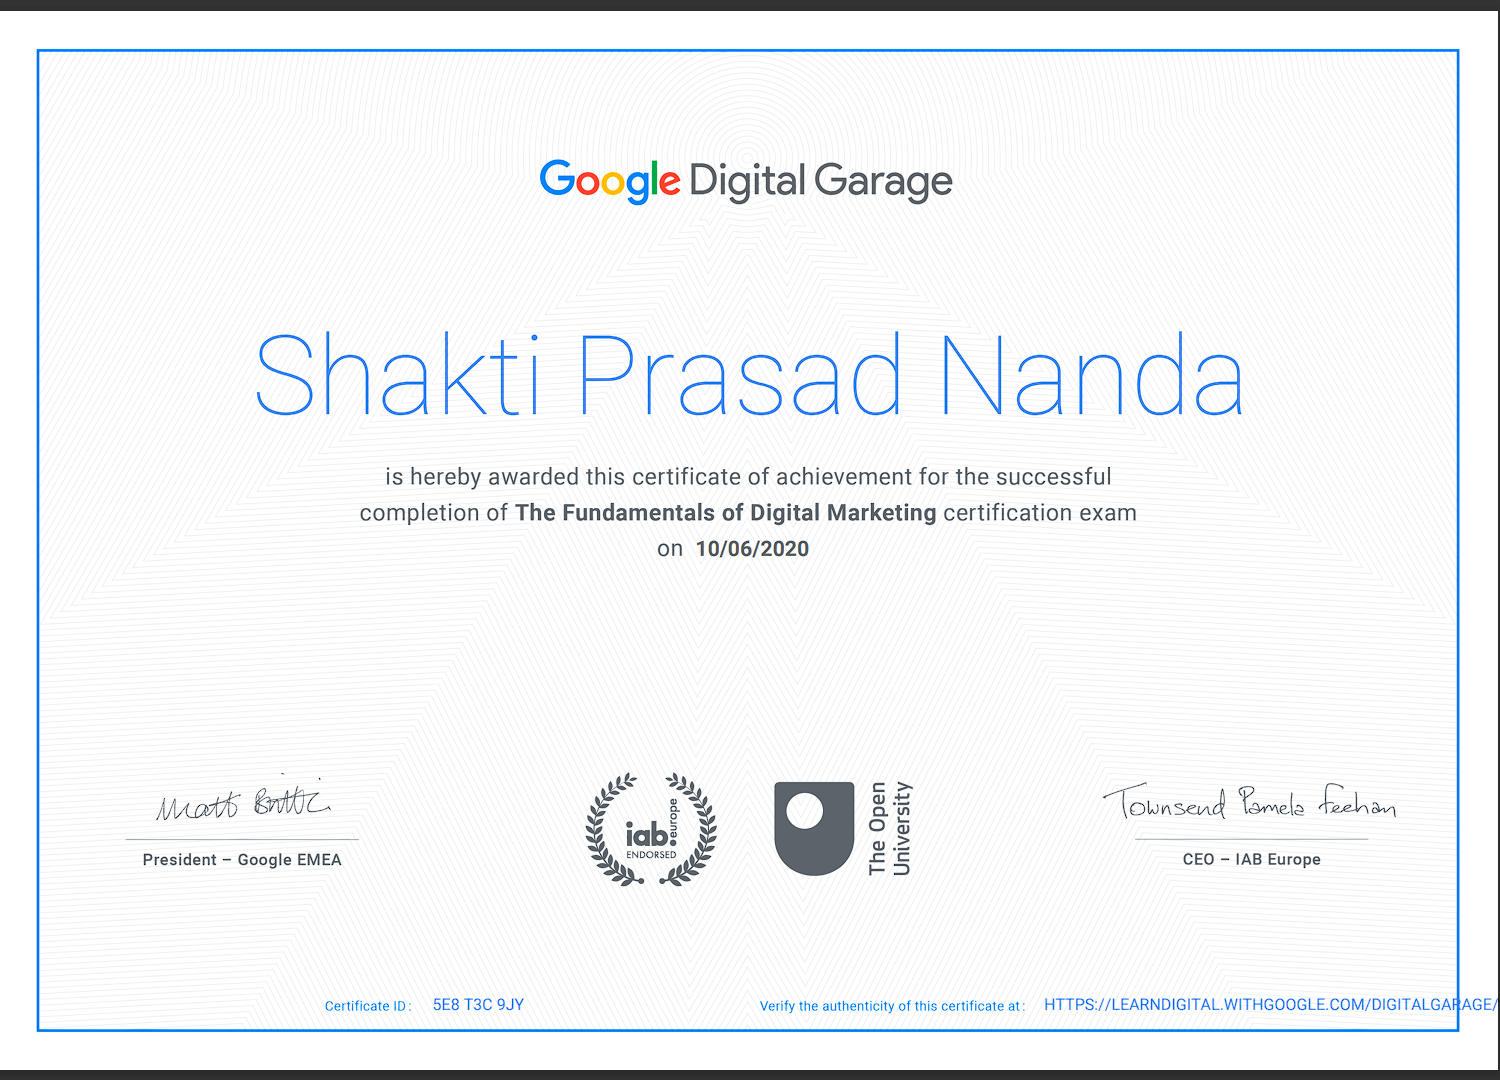 Google Digital Garage
Shakti Prasad Nanda
is hereby awarded this certificate of achievement for the successful
completion of The Fundamentals of Digital Marketing certification exam
on 10/06/2020
Matt Brittin
President – Google EMEA
iab europe
ENDORSED
The Open
University
Townsend Pamela Feehan
CEO – IAB Europe
Certificate ID: 5E8 T3C 9JY
Verify the authenticity of this certificate at: HTTPS://LEARNDIGITAL.WITHGOOGLE.COM/DIGITALGARAGE/